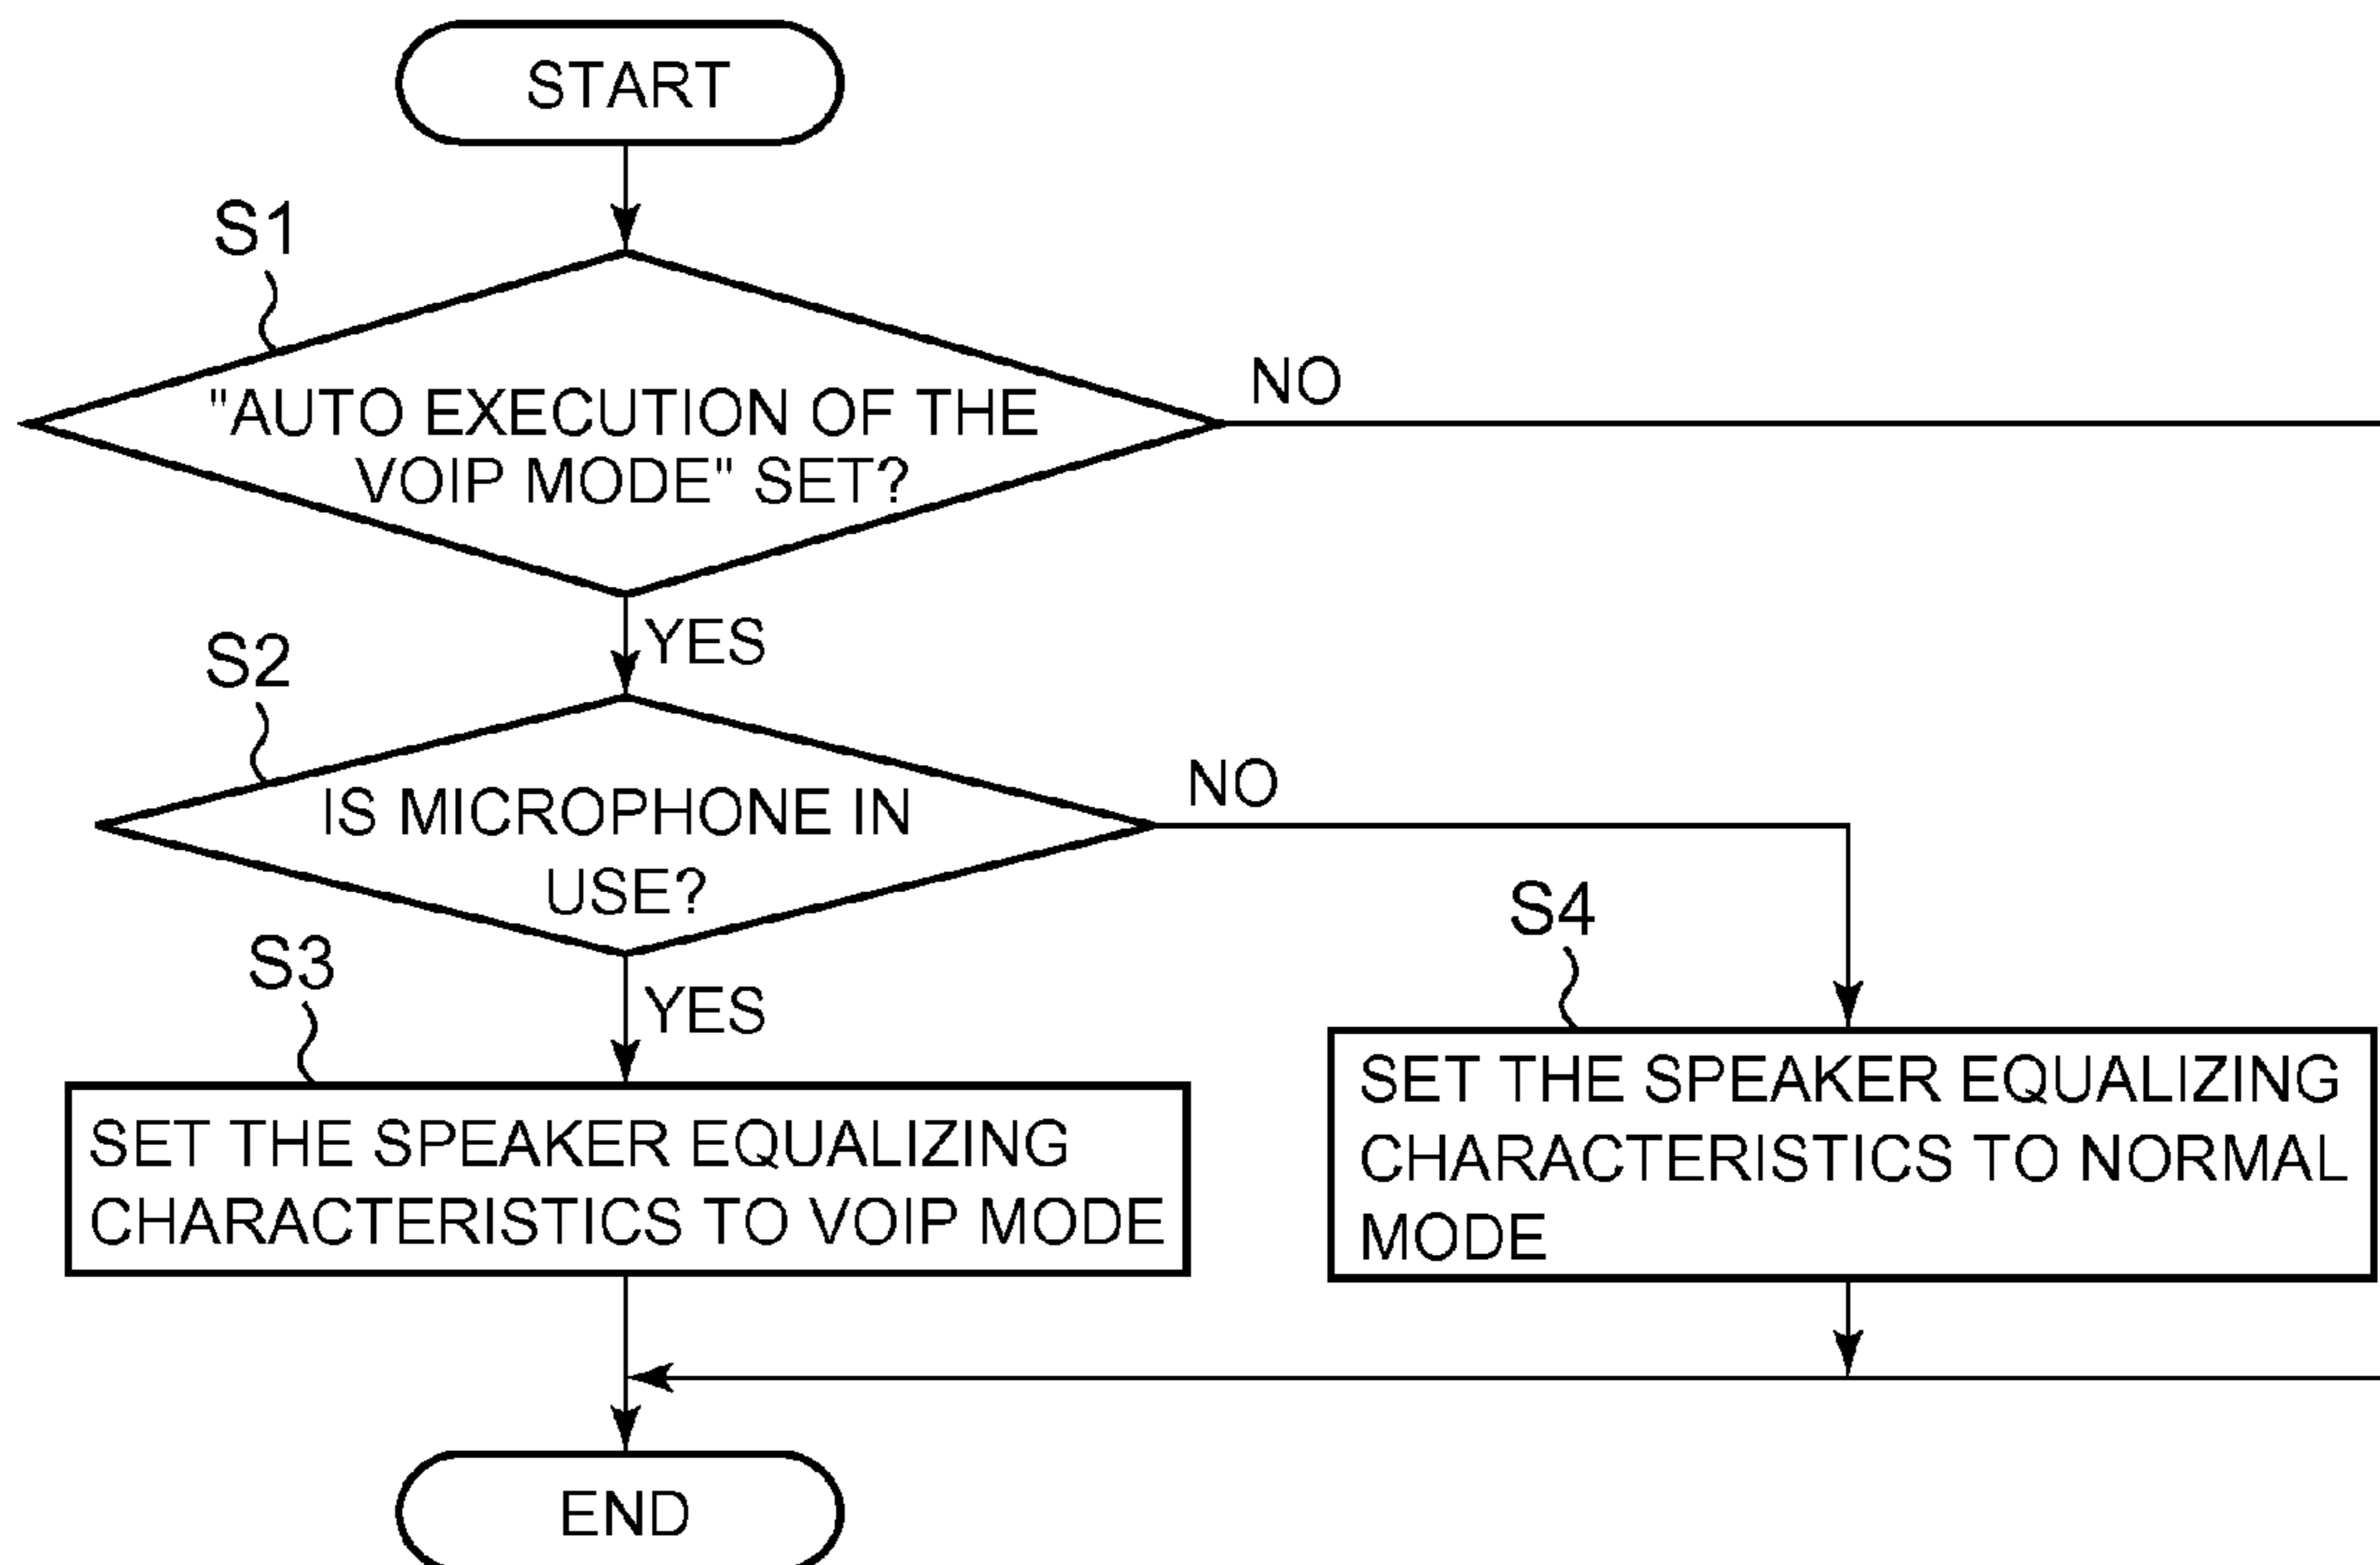 START
S1
"AUTO EXECUTION OF THE
VOIP MODE" SET?
NO
YES
S2
IS MICROPHONE IN
USE?
NO
YES
S3
SET THE SPEAKER EQUALIZING
CHARACTERISTICS TO VOIP MODE
S4
SET THE SPEAKER EQUALIZING
CHARACTERISTICS TO NORMAL
MODE
END